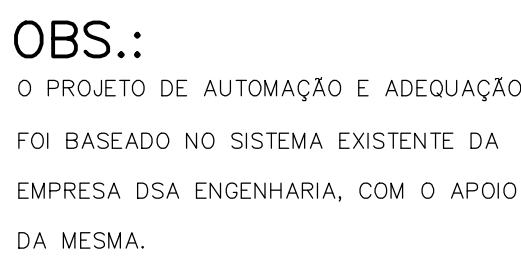 OBS.:
O PROJETO DE AUTOMAÇÃO E ADEQUAÇÃO
FOI BASEADO NO SISTEMA EXISTENTE DA
EMPRESA DSA ENGENHARIA, COM O APOIO
DA MESMA.